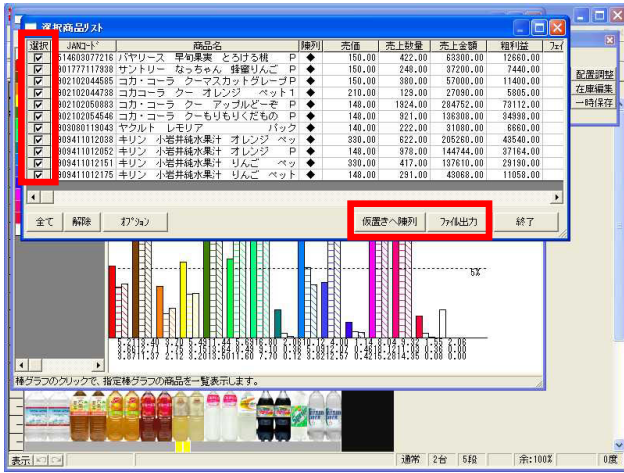 選択商品リスト
選択 JANコード 商品名 陳列 売価 売上数量 売上金額 粗利益 フェイ
514603077216 バヤリース 早旬果実 とろける桃 P ◆ 150.00 422.00 63300.00 12660.00
901777117938 サントリー なっちゃん 蜂蜜りんご P ◆ 150.00 248.00 37200.00 7440.00
902102044585 コカ・コーラ クーマスカットグレープP ◆ 150.00 380.00 57000.00 11400.00
902102044738 コカコーラ クー オレンジ ペット1 ◆ 210.00 129.00 27090.00 5805.00
902102050883 コカ・コーラ クー アップルどーぞ P ◆ 148.00 1924.00 284752.00 73112.00
902102054546 コカ・コーラ クーもりもりくだもの P ◆ 148.00 921.00 136308.00 34998.00
903080119043 ヤクルト レモリア パック ◆ 140.00 222.00 31080.00 6660.00
909411012038 キリン 小岩井純水果汁 オレンジ ペッ ◆ 330.00 622.00 205260.00 43540.00
909411012052 キリン 小岩井純水果汁 オレンジ P ◆ 148.00 978.00 144744.00 37164.00
909411012151 キリン 小岩井純水果汁 りんご ペッ ◆ 330.00 417.00 137610.00 29190.00
909411012175 キリン 小岩井純水果汁 りんご ペット ◆ 148.00 291.00 43068.00 11058.00
全て 解除 オプション 仮置きへ陳列 ファイル出力 終了
配置調整
在庫編集
一時保存
5%
棒グラフのクリックで、指定棒グラフの商品を一覧表示します。
表示 通常 2台 5段 余:100% 0度